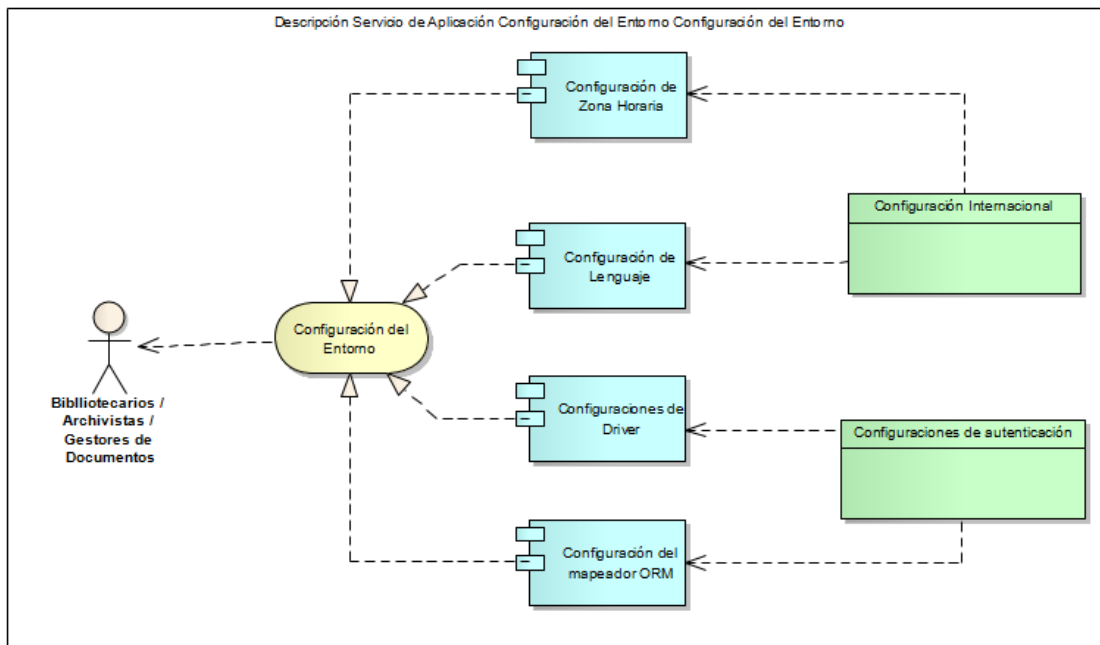 Descripción Servicio de Aplicación Configuración del Entorno Configuración del Entorno
Configuración de
Zona Horaria
Configuración Internacional
Configuración de
Lenguaje
Configuración del
Entorno
Biblliotecarios /
Archivistas /
Gestores de
Documentos
Configuraciones de
Driver
Configuraciones de autenticación
Configuración del
mapeador ORM